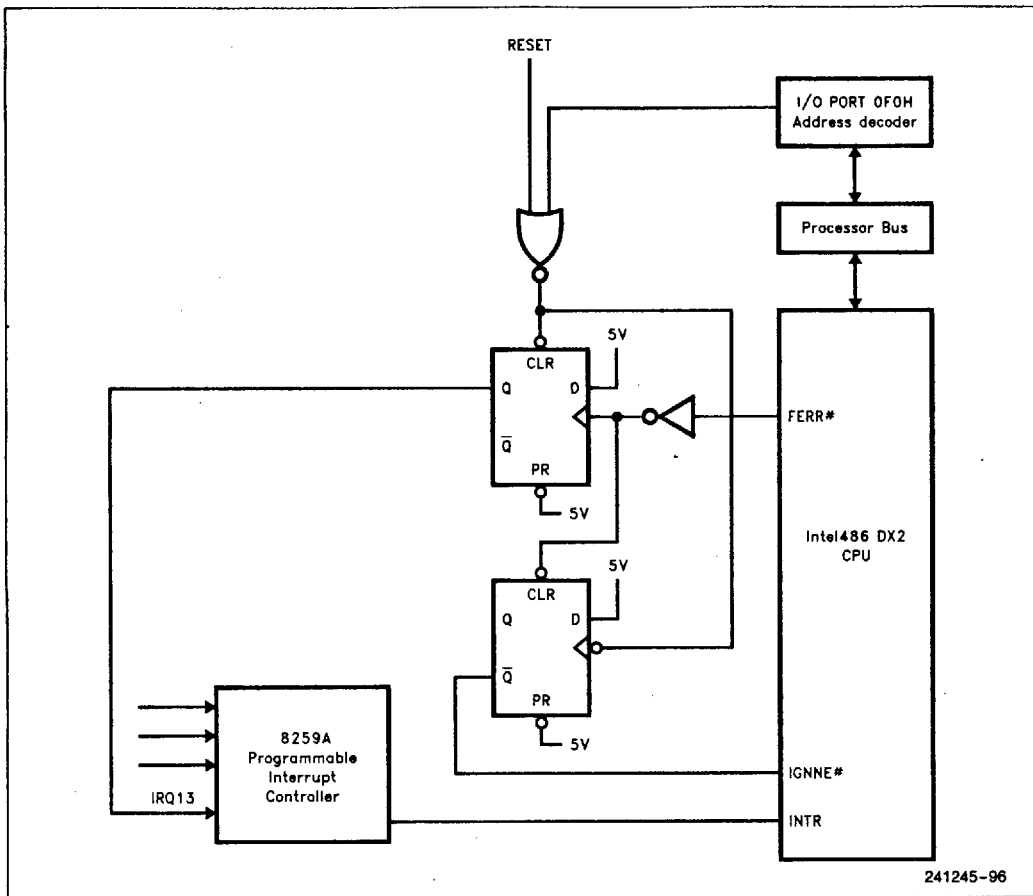 RESET
I/O PORT 0F0H
Address decoder
Processor Bus
5V
CLR
Q
D
Q̅
PR
5V
FERR#
Intel486 DX2
CPU
5V
CLR
Q
D
Q̅
PR
5V
8259A
Programmable
Interrupt
Controller
IRQ13
IGNNE#
INTR
241245-96